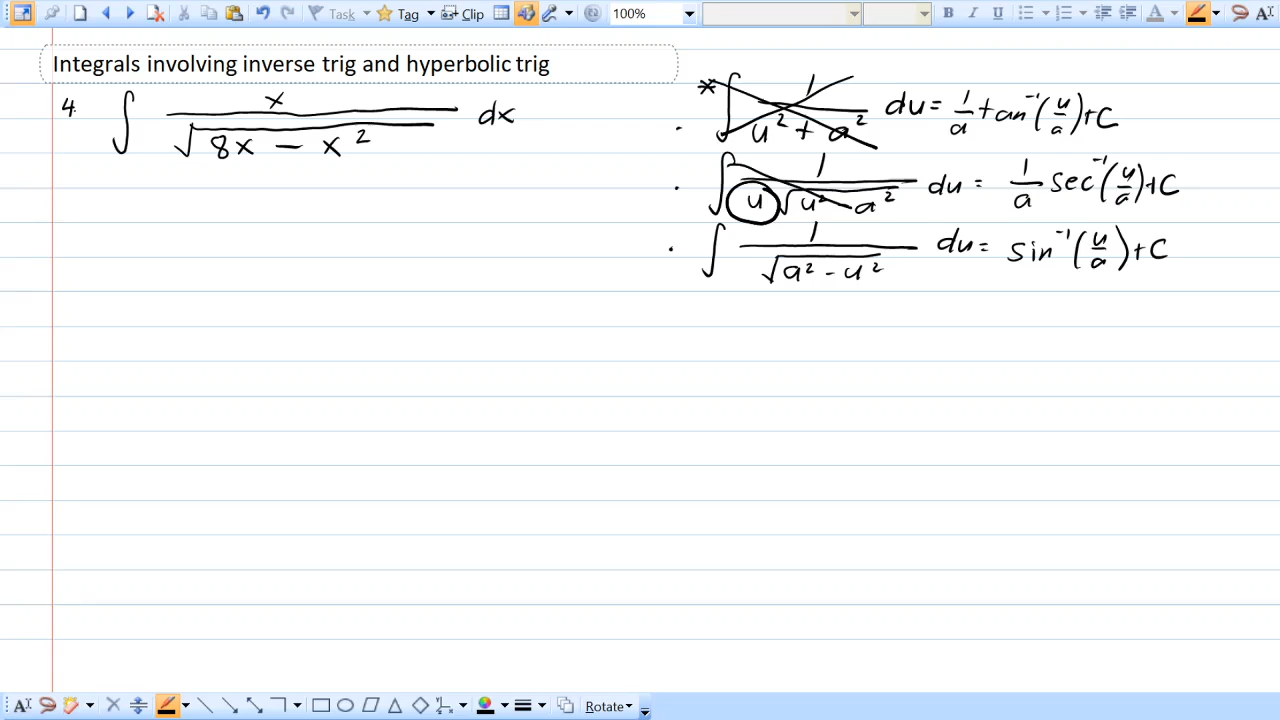 Task Tag Clip 100% B I U A A
Integrals involving inverse trig and hyperbolic trig
4 ∫ x / √(8x − x²) dx
* ∫ 1 / (u² + a²) du = 1/a tan⁻¹(u/a) + C
· ∫ 1 / (u√(u² − a²)) du = 1/a sec⁻¹(u/a) + C
· ∫ 1 / √(a² − u²) du = sin⁻¹(u/a) + C
A Rotate